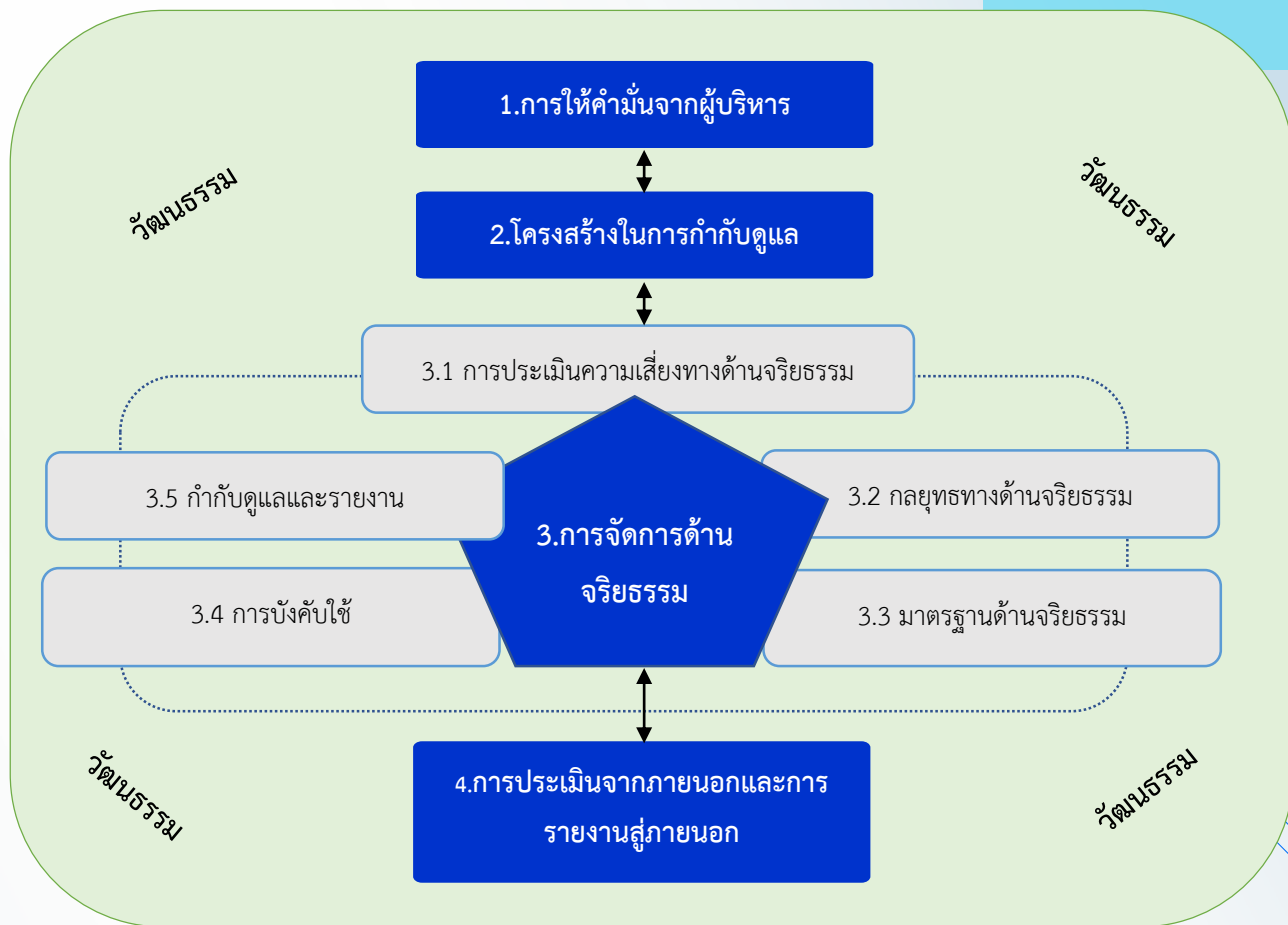 1.การให้คำมั่นจากผู้บริหาร
วัฒนธรรม
วัฒนธรรม
2.โครงสร้างในการกำกับดูแล
3.1 การประเมินความเสี่ยงทางด้านจริยธรรม
3.5 กำกับดูแลและรายงาน
3.2 กลยุทธทางด้านจริยธรรม
3.การจัดการด้าน
จริยธรรม
3.4 การบังคับใช้
3.3 มาตรฐานด้านจริยธรรม
วัฒนธรรม
วัฒนธรรม
4.การประเมินจากภายนอกและการ
รายงานสู่ภายนอก